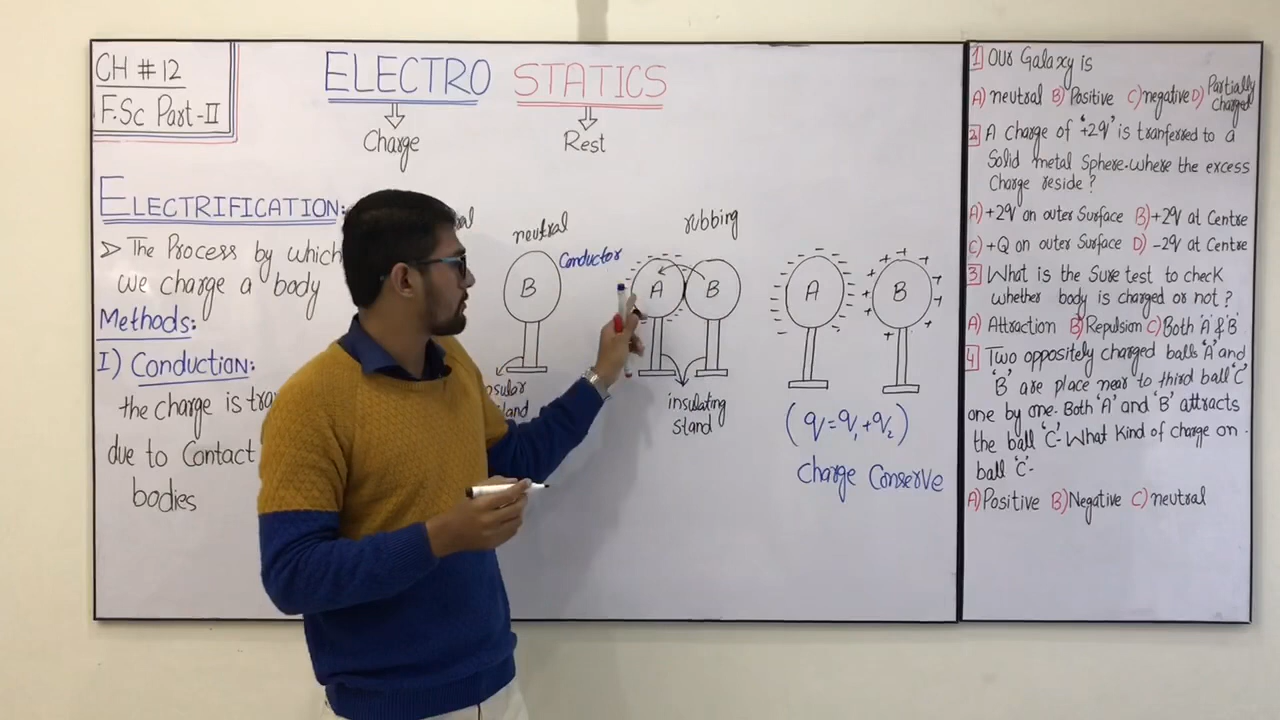 CH # 12
F.Sc Part-II
ELECTRO STATICS
Charge
Rest
ELECTRIFICATION:
➢ The Process by which
we charge a body
Methods:
I) Conduction:
the charge is
due to Contact
bodies
neutral
B
Conductor
stand
rubbing
A
B
insulating
stand
A
B
(q = q₁ + q₂)
Charge Conserve
1 Our Galaxy is
A) neutral B) Positive C) negative D) Partially
charged
2 A charge of '+2q' is tranferred to a
Solid metal Sphere. Where the excess
Charge reside?
A) +2q on outer Surface B) +2q at Centre
C) +Q on outer Surface D) -2q at Centre
3 What is the Sure test to check
whether body is charged or not?
A) Attraction B) Repulsion C) Both 'A' & 'B'
4 Two oppositely charged balls 'A' and
'B' are place near to third ball 'C'
one by one. Both 'A' and 'B' attracts
the ball 'C'- What Kind of charge on
ball 'C'-
A) Positive B) Negative C) neutral